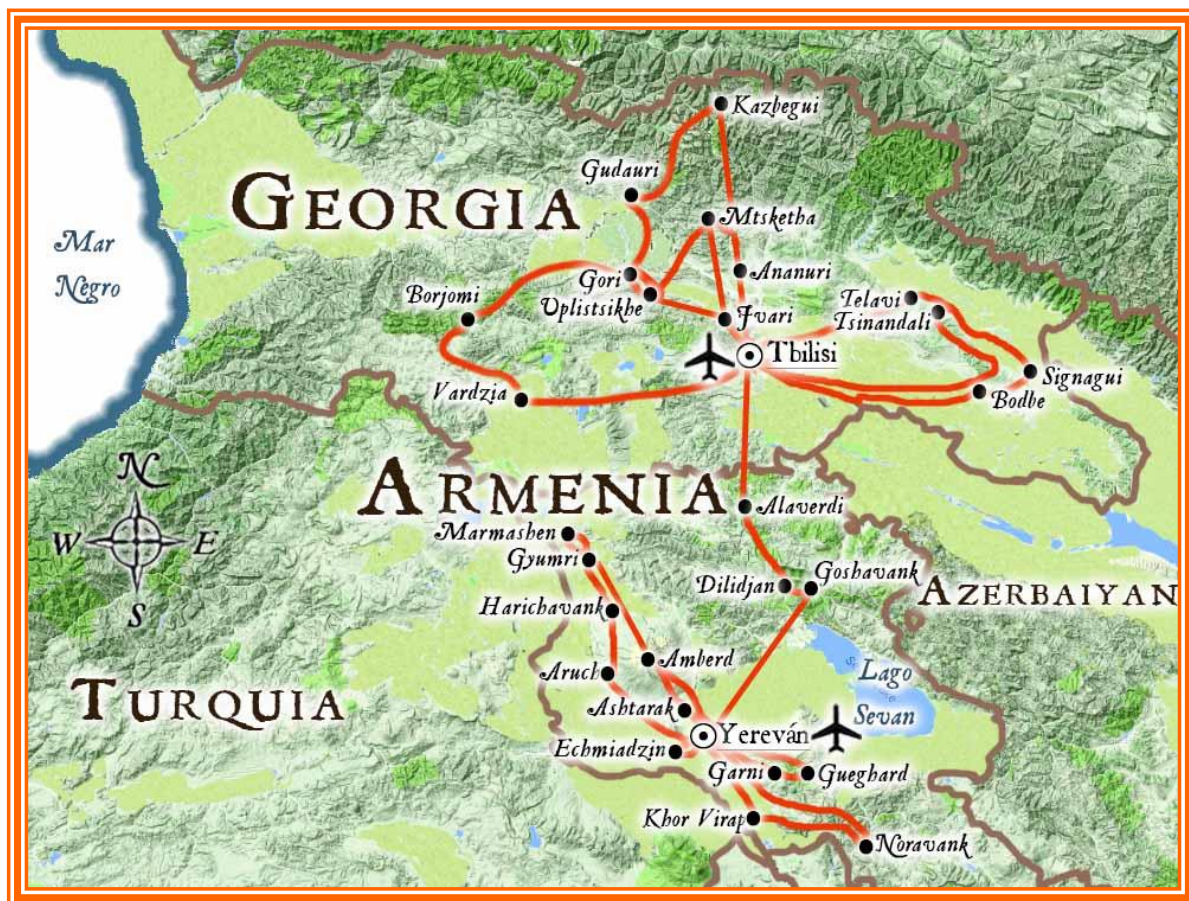 Kazbegui
Gudauri
GEORGIA
Mtsketha
Mar
Negro
Gori
Ananuri
Borjomi
Uplistsikhe
Telavi
Tsinandali
Jvari
Tbilisi
Signagui
Vardzia
Bodbe
ARMENIA
N
Alaverdi
Marmashen
W
E
Gyumri
Dilidjan
Goshavank
AZERBAIYAN
S
Harichavank
Amberd
Aruch
Lago
Sevan
TURQUIA
Ashtarak
Yereván
Echmiadzin
Garni
Gueghard
Khor Virap
Noravank